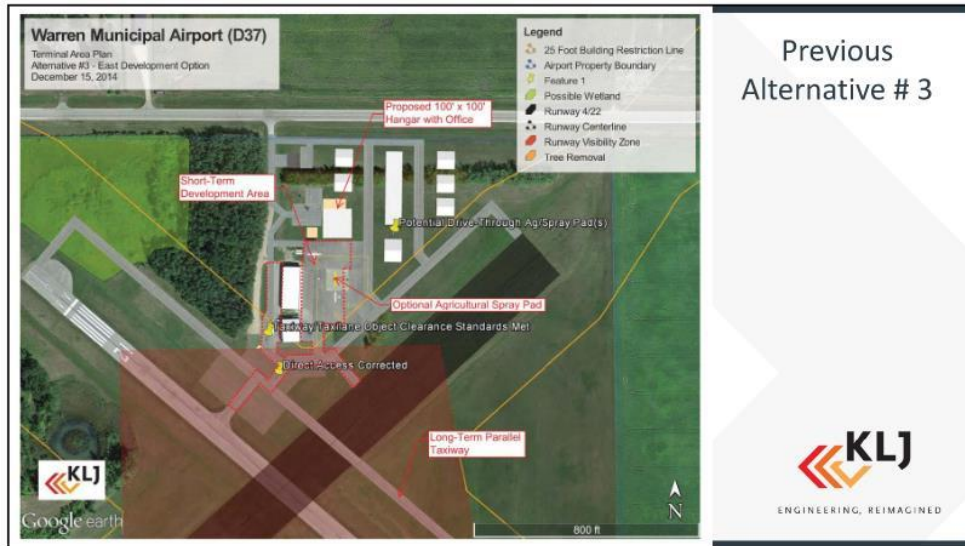 Warren Municipal Airport (D37)
Terminal Area Plan
Alternative #3 - East Development Option
December 15, 2014
Legend
25 Foot Building Restriction Line
Airport Property Boundary
Feature 1
Possible Wetland
Runway 4/22
Runway Centerline
Runway Visibility Zone
Tree Removal
Previous
Alternative # 3
Proposed 100' x 100'
Hangar with Office
Short-Term
Development Area
Potential Drive-Through Ag/Spray Pad(s)
Optional Agricultural Spray Pad
Taxiway/Taxilane Object Clearance Standards Met
Direct Access Corrected
Long-Term Parallel
Taxiway
KLJ
Google earth
N
800 ft
KLJ
ENGINEERING, REIMAGINED